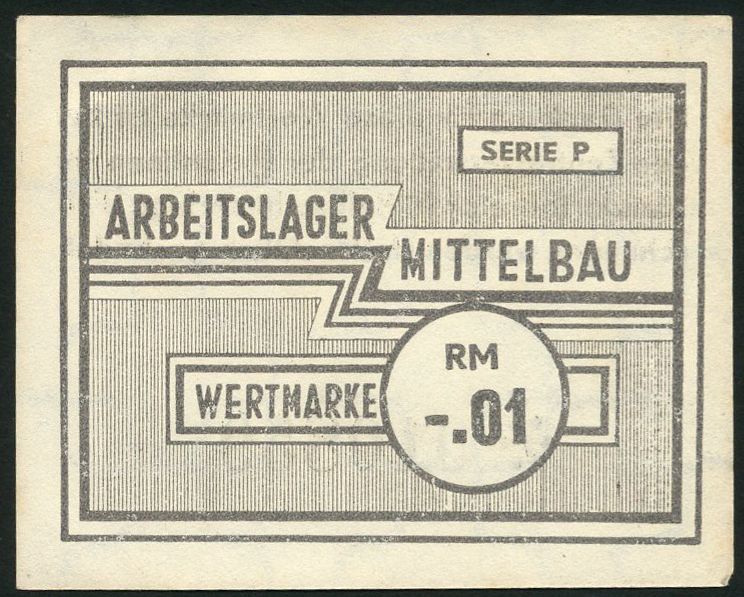 SERIE P
ARBEITSLAGER
MITTELBAU
RM
-.01
WERTMARKE